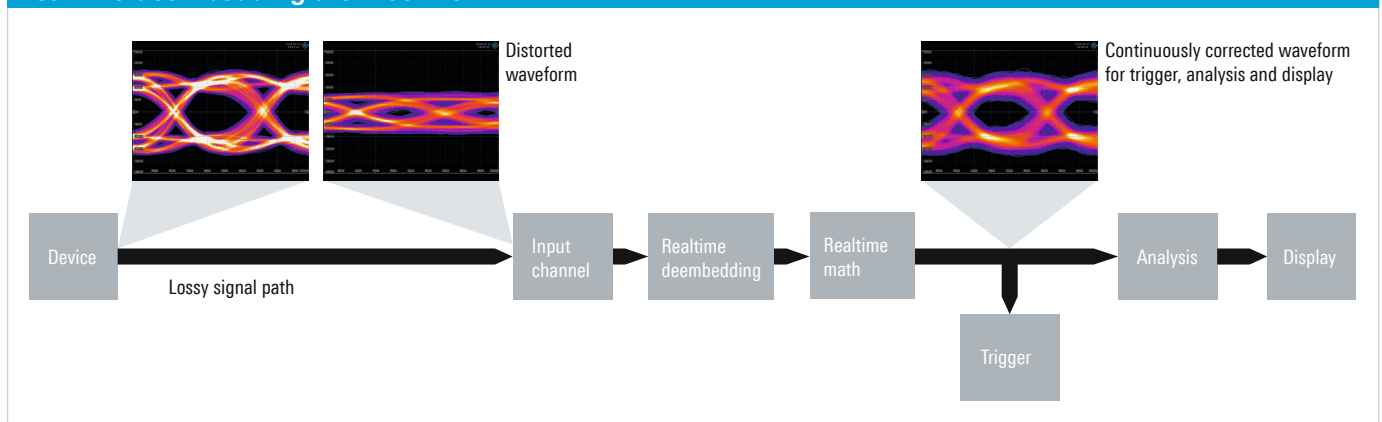 Distorted
waveform
Continuously corrected waveform
for trigger, analysis and display
Device
Lossy signal path
Input
channel
Realtime
deembedding
Realtime
math
Analysis
Display
Trigger